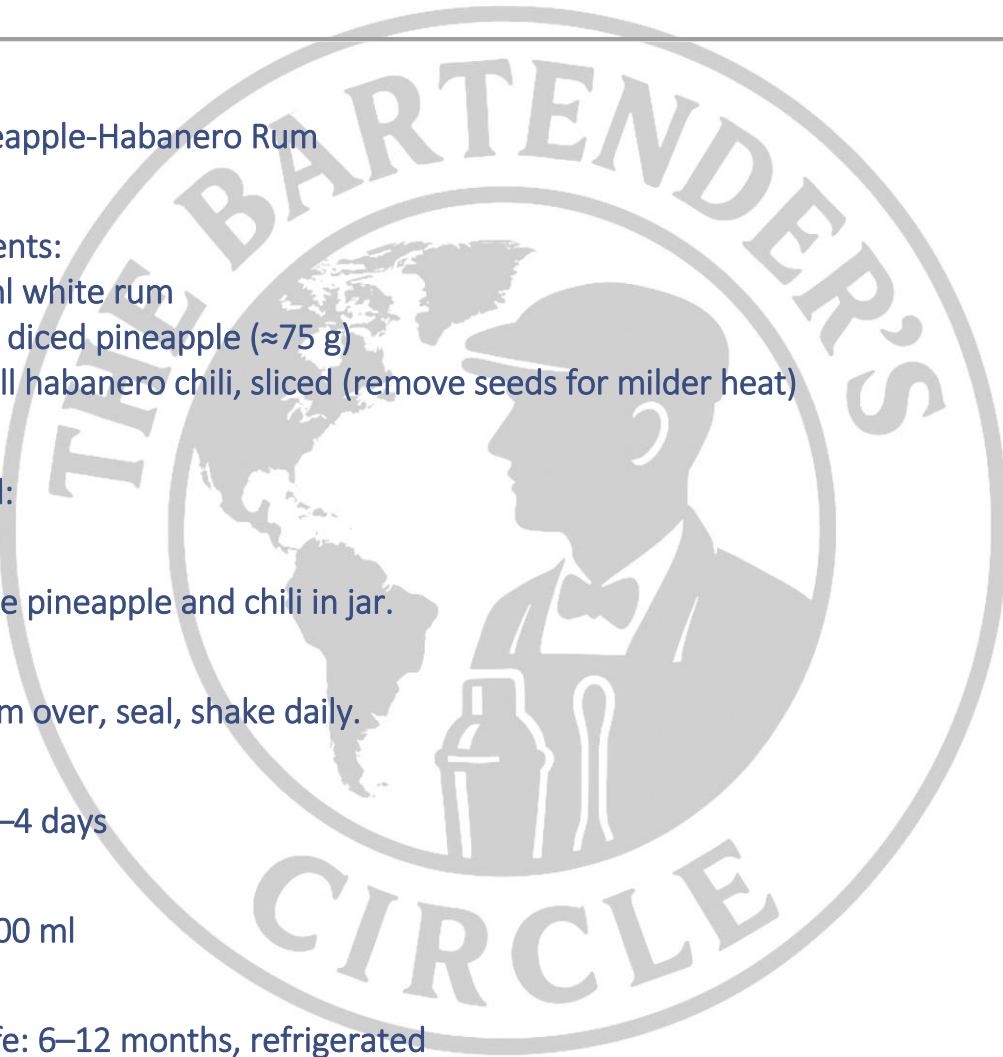 THE BARTENDER'S
eapple-Habanero Rum
ents:
ml white rum
diced pineapple (≈75 g)
ll habanero chili, sliced (remove seeds for milder heat)
:
e pineapple and chili in jar.
m over, seal, shake daily.
–4 days
00 ml
fe: 6–12 months, refrigerated
CIRCLE